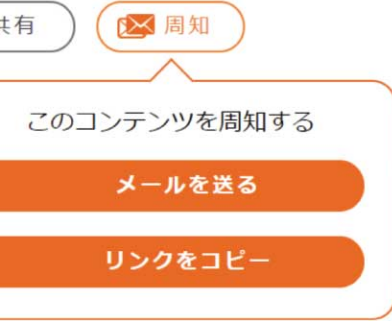 共有
周知
このコンテンツを周知する
メールを送る
リンクをコピー